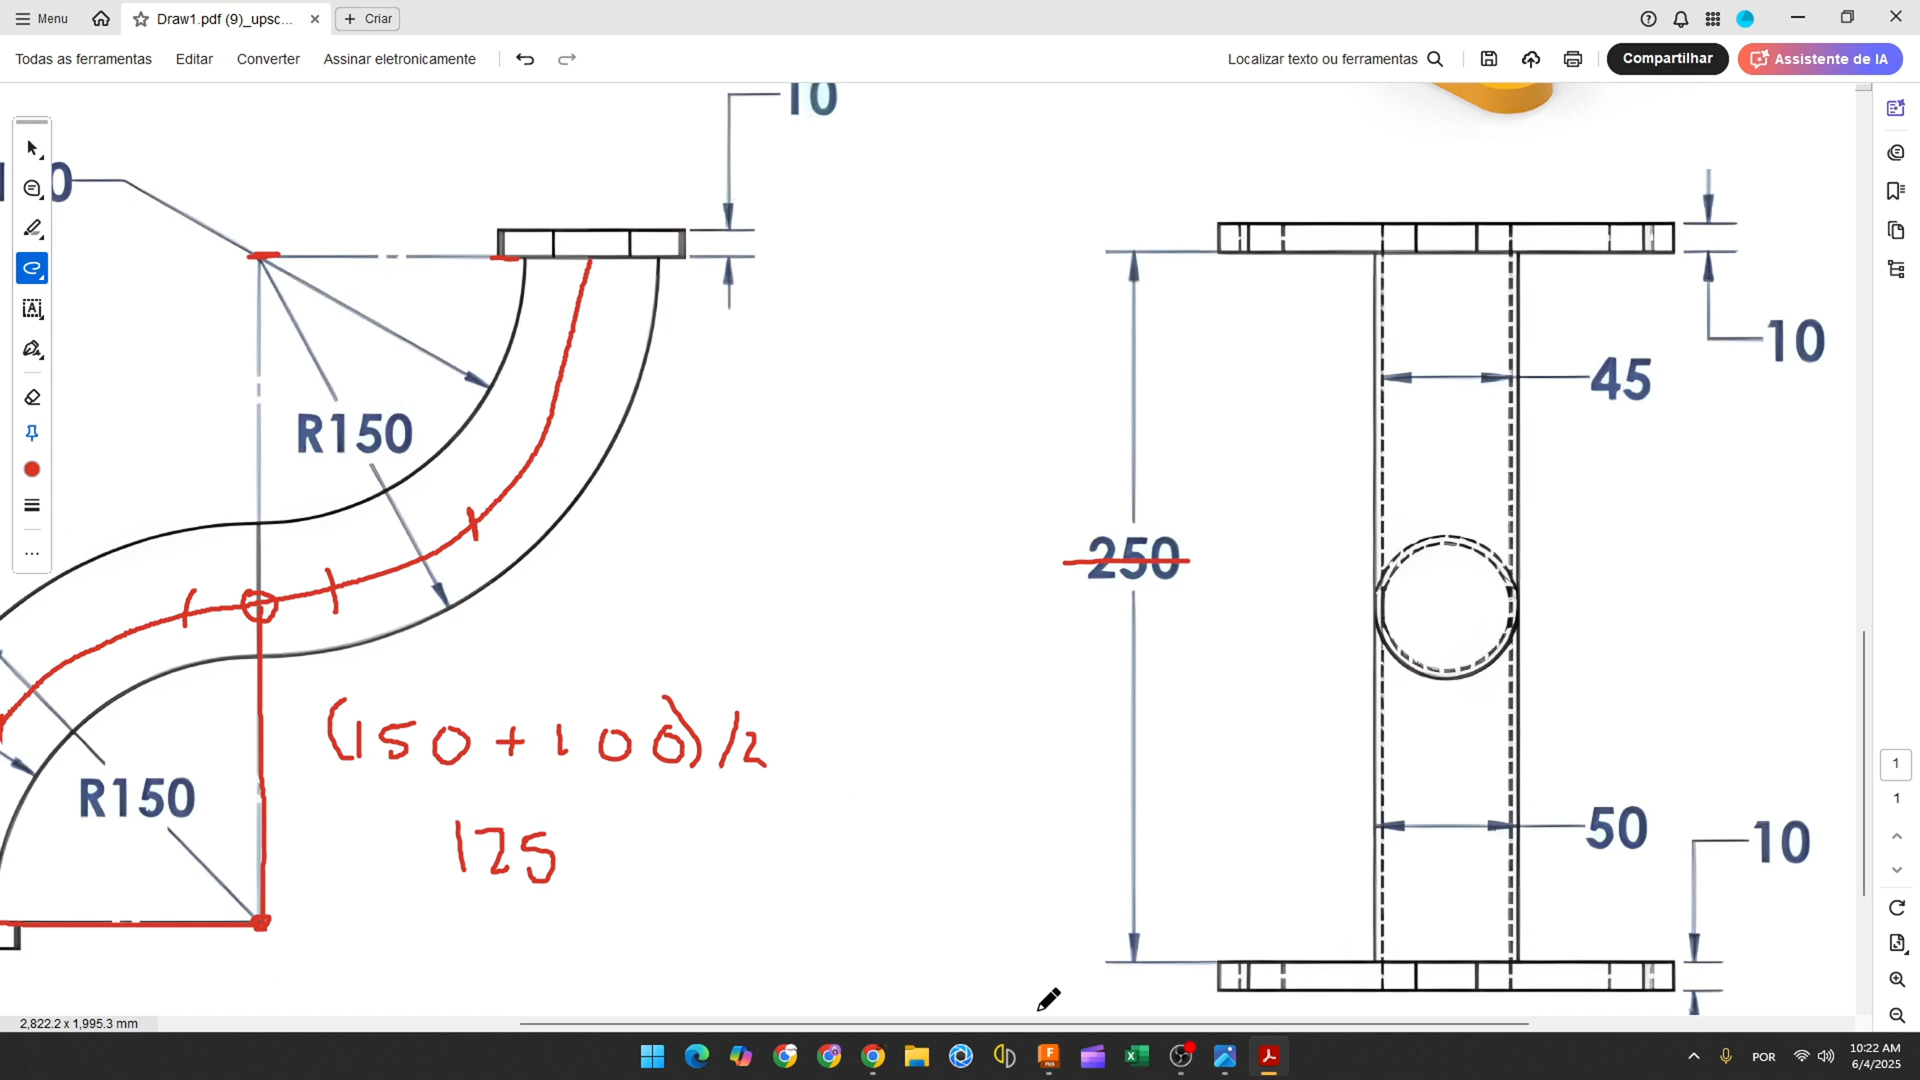 Menu
Draw1.pdf (9)_upsc...
Criar
Todas as ferramentas
Editar
Converter
Assinar eletronicamente
Localizar texto ou ferramentas
Compartilhar
Assistente de IA
10
0
R150
10
45
250
(150+100)/2
125
R150
50
10
1
1
2,822.2 x 1,995.3 mm
POR
10:22 AM
6/4/2025